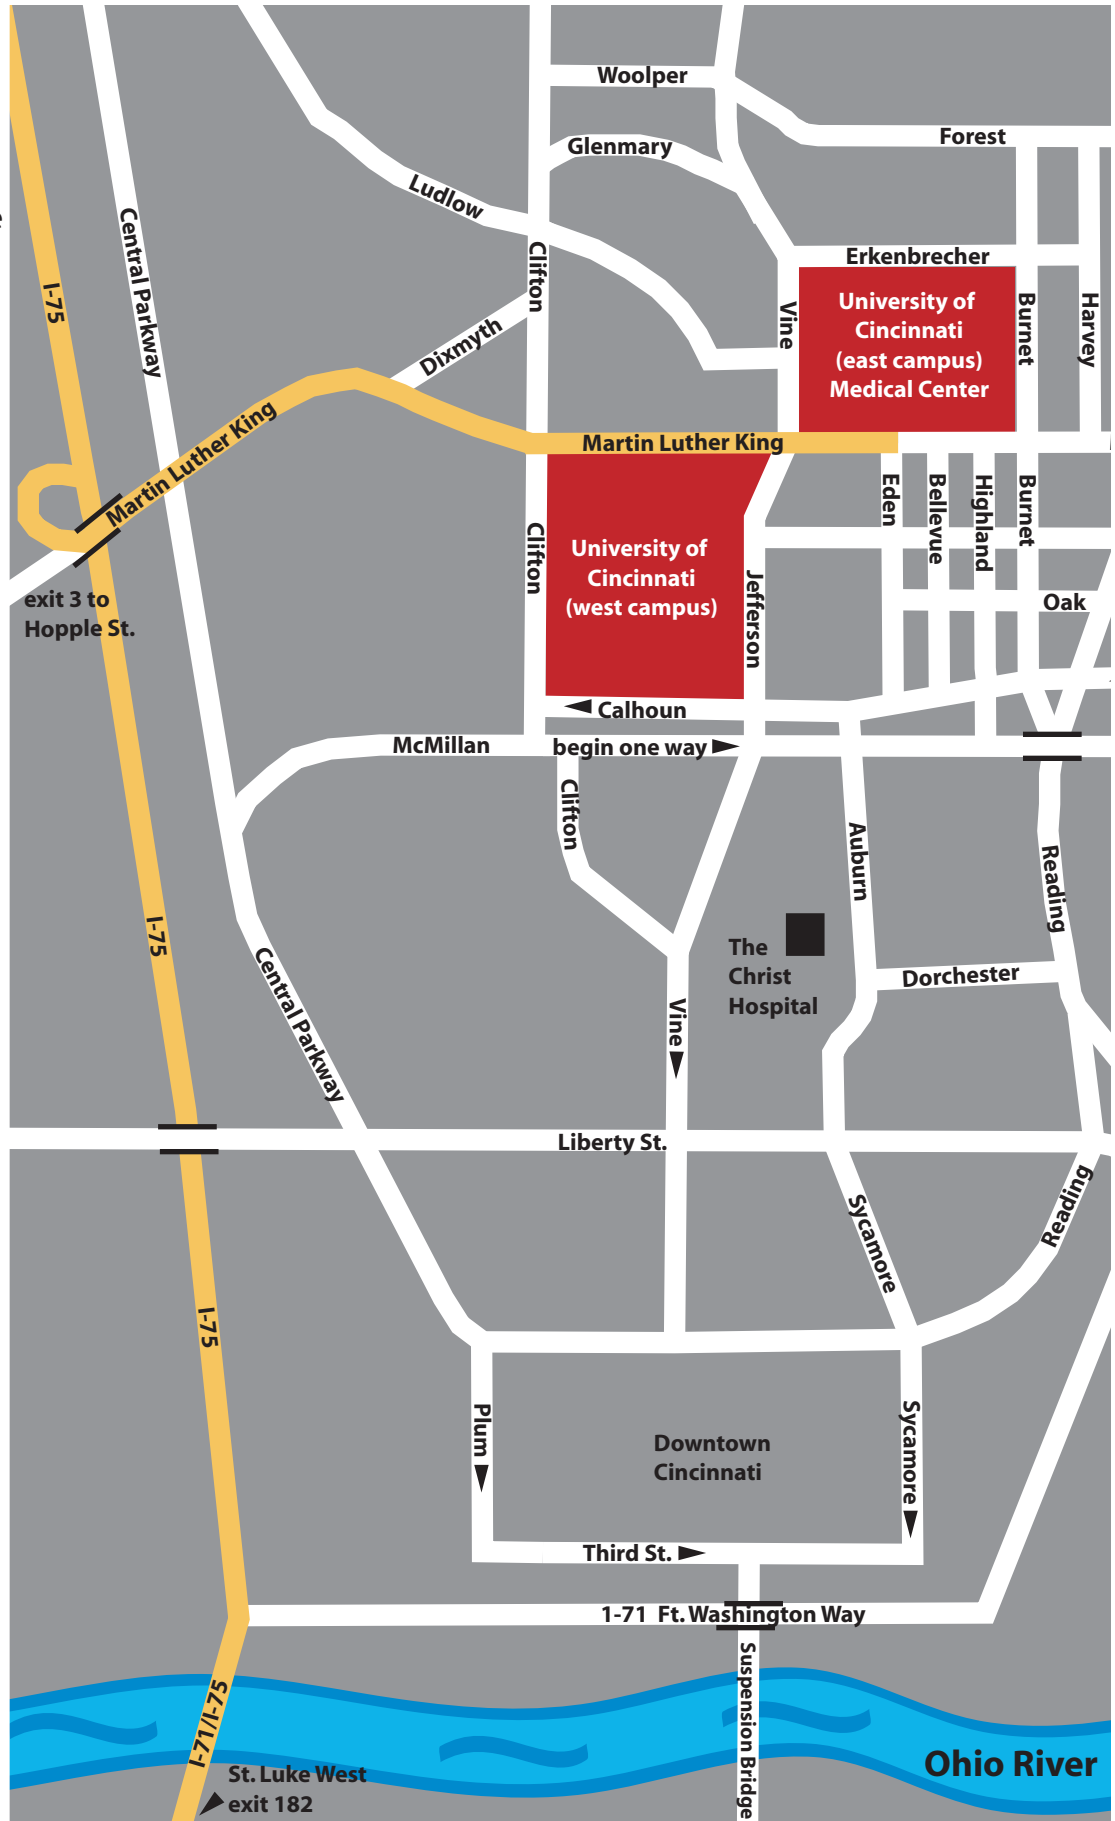 Woolper
Forest
Glenmary
Ludlow
Central Parkway
Clifton
Erkenbrecher
I-75
University of
Cincinnati
(east campus)
Medical Center
Vine
Burnet
Harvey
Dixmyth
Martin Luther King
Martin Luther King
Eden
Bellevue
Highland
Burnet
Clifton
University of
Cincinnati
(west campus)
Jefferson
exit 3 to
Hopple St.
Oak
Calhoun
McMillan
begin one way
Clifton
Auburn
Reading
I-75
The
Christ
Hospital
Central Parkway
Dorchester
Vine
Liberty St.
Sycamore
Reading
I-75
Plum
Downtown
Cincinnati
Sycamore
Third St.
1-71 Ft. Washington Way
Suspension Bridge
I-71/I-75
Ohio River
St. Luke West
exit 182